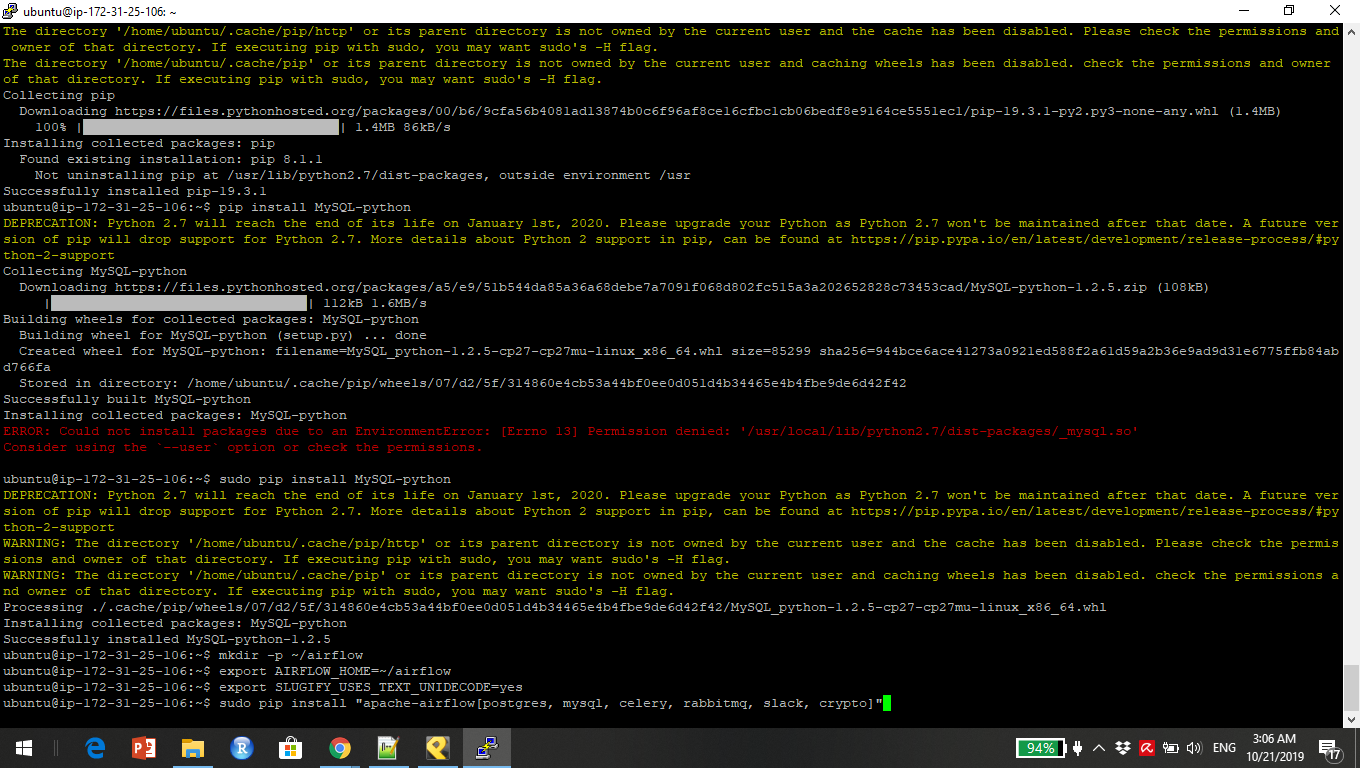 ubuntu@ip-172-31-25-106: ~
The directory '/home/ubuntu/.cache/pip/http' or its parent directory is not owned by the current user and the cache has been disabled. Please check the permissions and
 owner of that directory. If executing pip with sudo, you may want sudo's -H flag.
The directory '/home/ubuntu/.cache/pip' or its parent directory is not owned by the current user and caching wheels has been disabled. check the permissions and owner
of that directory. If executing pip with sudo, you may want sudo's -H flag.
Collecting pip
  Downloading https://files.pythonhosted.org/packages/00/b6/9cfa56b4081ad13874b0c6f96af8ce16cfbc1cb06bedf8e9164ce5551ec1/pip-19.3.1-py2.py3-none-any.whl (1.4MB)
    100% |                                | 1.4MB 86kB/s
Installing collected packages: pip
  Found existing installation: pip 8.1.1
    Not uninstalling pip at /usr/lib/python2.7/dist-packages, outside environment /usr
Successfully installed pip-19.3.1
ubuntu@ip-172-31-25-106:~$ pip install MySQL-python
DEPRECATION: Python 2.7 will reach the end of its life on January 1st, 2020. Please upgrade your Python as Python 2.7 won't be maintained after that date. A future ver
sion of pip will drop support for Python 2.7. More details about Python 2 support in pip, can be found at https://pip.pypa.io/en/latest/development/release-process/#py
thon-2-support
Collecting MySQL-python
  Downloading https://files.pythonhosted.org/packages/a5/e9/51b544da85a36a68debe7a7091f068d802fc515a3a202652828c73453cad/MySQL-python-1.2.5.zip (108kB)
     |                                | 112kB 1.6MB/s
Building wheels for collected packages: MySQL-python
  Building wheel for MySQL-python (setup.py) ... done
  Created wheel for MySQL-python: filename=MySQL_python-1.2.5-cp27-cp27mu-linux_x86_64.whl size=85299 sha256=944bce6ace41273a0921ed588f2a61d59a2b36e9ad9d31e6775ffb84ab
d766fa
  Stored in directory: /home/ubuntu/.cache/pip/wheels/07/d2/5f/314860e4cb53a44bf0ee0d051d4b34465e4b4fbe9de6d42f42
Successfully built MySQL-python
Installing collected packages: MySQL-python
ERROR: Could not install packages due to an EnvironmentError: [Errno 13] Permission denied: '/usr/local/lib/python2.7/dist-packages/_mysql.so'
Consider using the `--user` option or check the permissions.
ubuntu@ip-172-31-25-106:~$ sudo pip install MySQL-python
DEPRECATION: Python 2.7 will reach the end of its life on January 1st, 2020. Please upgrade your Python as Python 2.7 won't be maintained after that date. A future ver
sion of pip will drop support for Python 2.7. More details about Python 2 support in pip, can be found at https://pip.pypa.io/en/latest/development/release-process/#py
thon-2-support
WARNING: The directory '/home/ubuntu/.cache/pip/http' or its parent directory is not owned by the current user and the cache has been disabled. Please check the permis
sions and owner of that directory. If executing pip with sudo, you may want sudo's -H flag.
WARNING: The directory '/home/ubuntu/.cache/pip' or its parent directory is not owned by the current user and caching wheels has been disabled. check the permissions a
nd owner of that directory. If executing pip with sudo, you may want sudo's -H flag.
Processing ./.cache/pip/wheels/07/d2/5f/314860e4cb53a44bf0ee0d051d4b34465e4b4fbe9de6d42f42/MySQL_python-1.2.5-cp27-cp27mu-linux_x86_64.whl
Installing collected packages: MySQL-python
Successfully installed MySQL-python-1.2.5
ubuntu@ip-172-31-25-106:~$ mkdir -p ~/airflow
ubuntu@ip-172-31-25-106:~$ export AIRFLOW_HOME=~/airflow
ubuntu@ip-172-31-25-106:~$ export SLUGIFY_USES_TEXT_UNIDECODE=yes
ubuntu@ip-172-31-25-106:~$ sudo pip install "apache-airflow[postgres, mysql, celery, rabbitmq, slack, crypto]"
94%
ENG
3:06 AM
10/21/2019
17